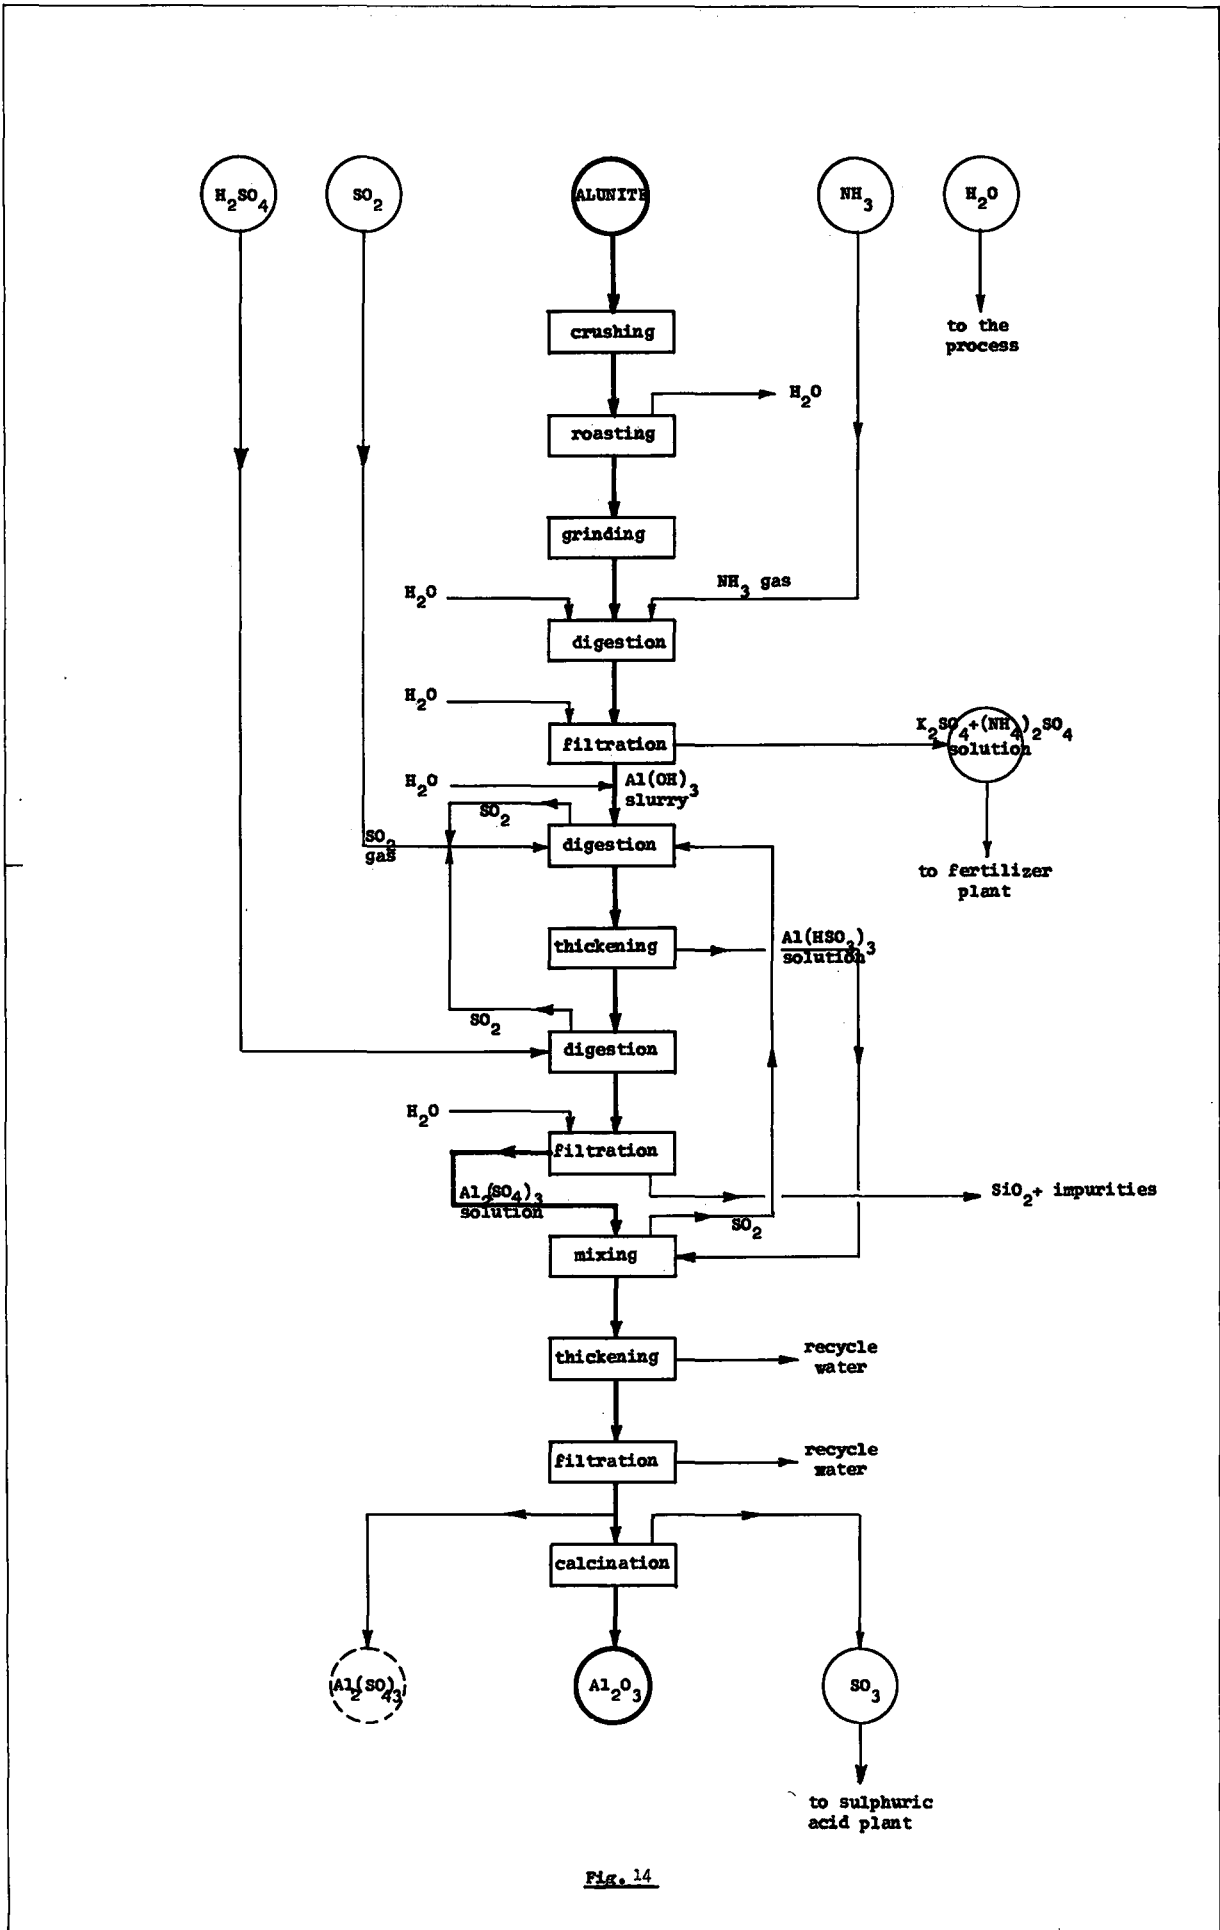 H2SO4
SO2
ALUNITE
NH3
H2O
to the
process
crushing
H2O
roasting
grinding
NH3 gas
H2O
digestion
H2O
filtration
K2SO4+(NH4)2SO4
solution
H2O
Al(OH)3
slurry
SO2
SO2
gas
digestion
to fertilizer
plant
thickening
Al(HSO3)3
solution
SO2
digestion
H2O
filtration
Al2(SO4)3
solution
SiO2+ impurities
SO2
mixing
thickening
recycle
water
filtration
recycle
water
calcination
Al2(SO4)3
Al2O3
SO3
to sulphuric
acid plant
Fig. 14